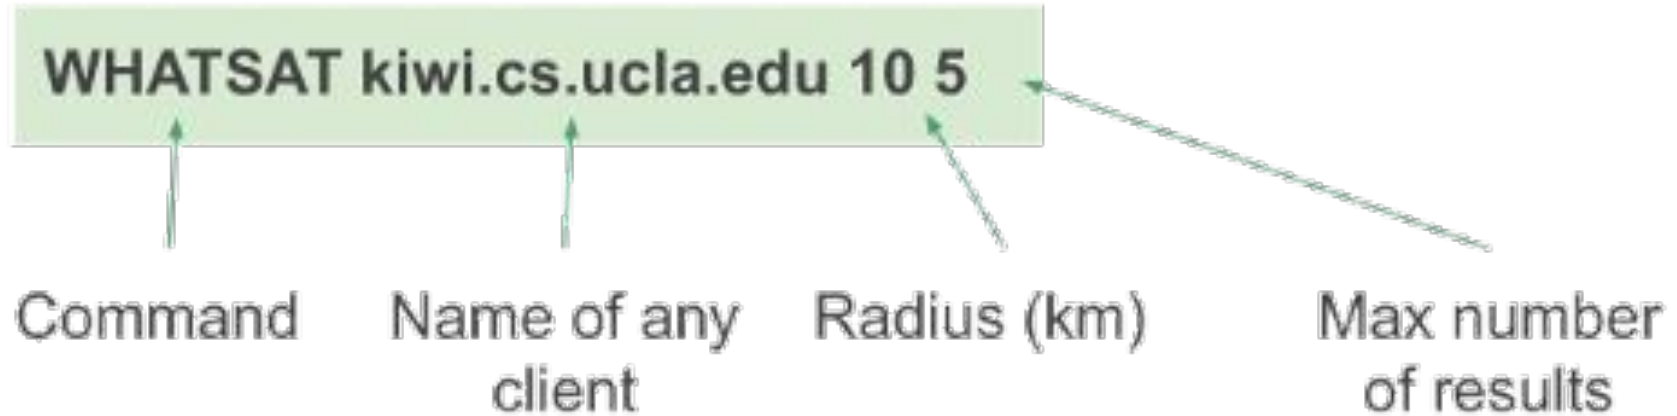 WHATSAT kiwi.cs.ucla.edu 10 5
Command
Name of any
client
Radius (km)
Max number
of results